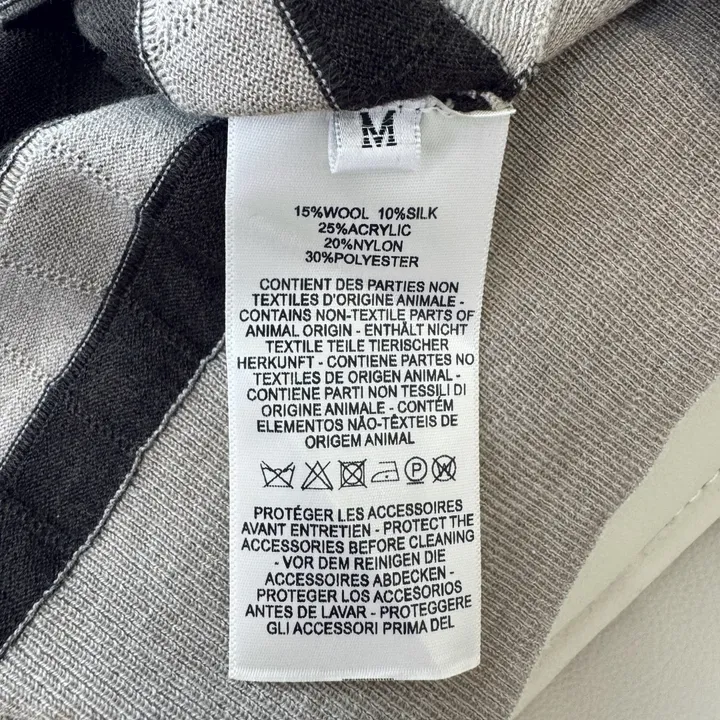 M
15%WOOL 10%SILK
25%ACRYLIC
20%NYLON
30%POLYESTER
CONTIENT DES PARTIES NON
TEXTILES D'ORIGINE ANIMALE -
CONTAINS NON-TEXTILE PARTS OF
ANIMAL ORIGIN - ENTHÄLT NICHT
TEXTILE TEILE TIERISCHER
HERKUNFT - CONTIENE PARTES NO
TEXTILES DE ORIGEN ANIMAL -
CONTIENE PARTI NON TESSILI DI
ORIGINE ANIMALE - CONTÉM
ELEMENTOS NÃO-TÊXTEIS DE
ORIGEM ANIMAL
P W
PROTÉGER LES ACCESSOIRES
AVANT ENTRETIEN - PROTECT THE
ACCESSORIES BEFORE CLEANING
- VOR DEM REINIGEN DIE
ACCESSOIRES ABDECKEN -
PROTEGER LOS ACCESORIOS
ANTES DE LAVAR - PROTEGGERE
GLI ACCESSORI PRIMA DEL